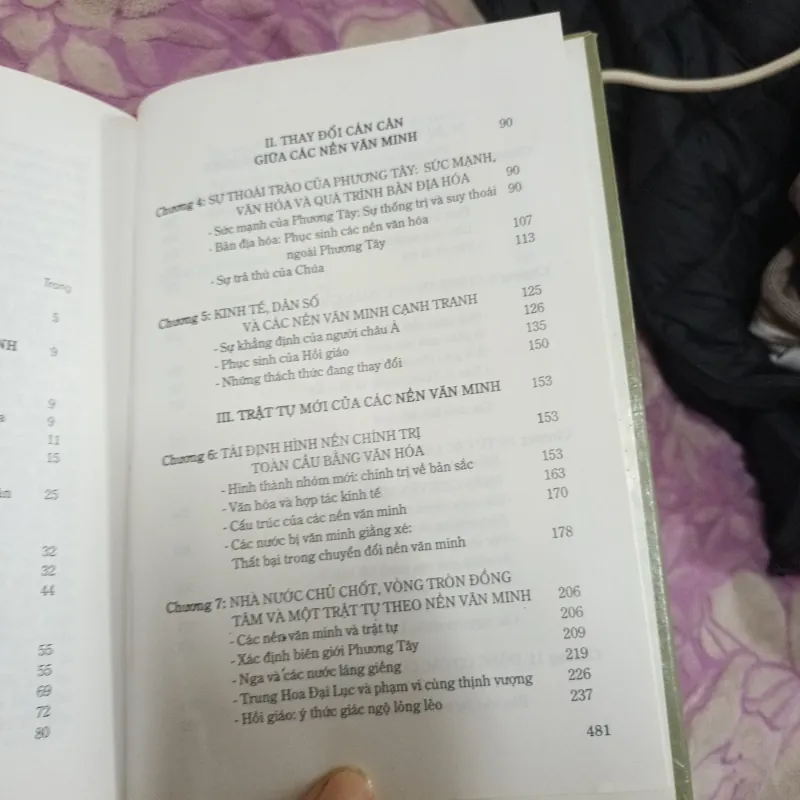 Trang
5
NH 9
9
a 9
11
15
ản 25
32
32
44
55
55
69
72
80
II. THAY ĐỔI CÁN CÂN
GIỮA CÁC NỀN VĂN MINH 90
Chương 4: SỰ THOÁI TRÀO CỦA PHƯƠNG TÂY: SỨC MẠNH,
VĂN HÓA VÀ QUÁ TRÌNH BẢN ĐỊA HÓA 90
- Sức mạnh của Phương Tây: Sự thống trị và suy thoái 90
- Bản địa hóa: Phục sinh các nền văn hóa
ngoài Phương Tây 107
- Sự trả thù của Chúa 113
Chương 5: KINH TẾ, DÂN SỐ
VÀ CÁC NỀN VĂN MINH CẠNH TRANH 125
- Sự khẳng định của người châu Á 126
- Phục sinh của Hồi giáo 135
- Những thách thức đang thay đổi 150
III. TRẬT TỰ MỚI CỦA CÁC NỀN VĂN MINH 153
Chương 6: TÁI ĐỊNH HÌNH NỀN CHÍNH TRỊ
TOÀN CẦU BẰNG VĂN HÓA 153
- Hình thành nhóm mới: chính trị về bản sắc 153
- Văn hóa và hợp tác kinh tế 163
- Cấu trúc của các nền văn minh 170
- Các nước bị văn minh giằng xé:
Thất bại trong chuyển đổi nền văn minh 178
Chương 7: NHÀ NƯỚC CHỦ CHỐT, VÒNG TRÒN ĐỒNG
TÂM VÀ MỘT TRẬT TỰ THEO NỀN VĂN MINH 206
- Các nền văn minh và trật tự 206
- Xác định biên giới Phương Tây 209
- Nga và các nước láng giềng 219
- Trung Hoa Đại Lục và phạm vi cùng thịnh vượng 226
- Hồi giáo: ý thức giác ngộ lỏng lẻo 237
481